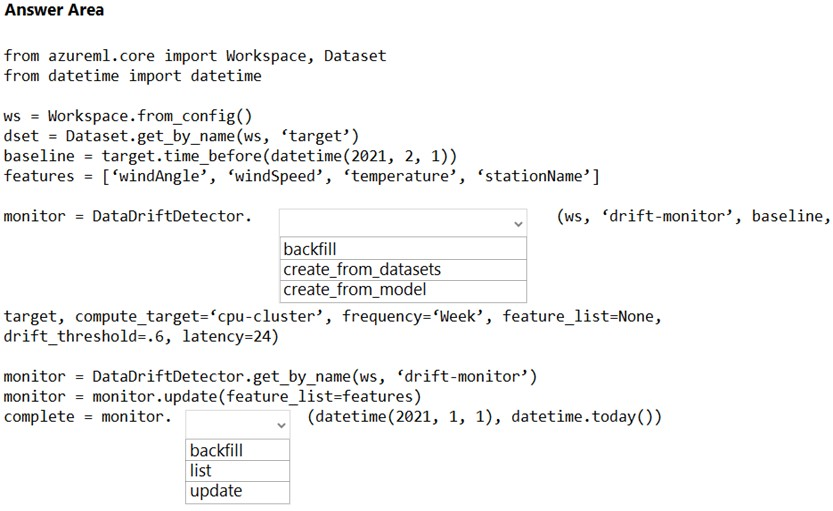 Answer Area
from azureml.core import Workspace, Dataset
from datetime import datetime
ws = Workspace.from_config()
dset = Dataset.get_by_name(ws, ‘target’)
baseline = target.time_before(datetime(2021, 2, 1))
features = [‘windAngle’, ‘windSpeed’, ‘temperature’, ‘stationName’]
monitor = DataDriftDetector. (ws, ‘drift-monitor’, baseline,
backfill
create_from_datasets
create_from_model
target, compute_target=‘cpu-cluster’, frequency=‘Week’, feature_list=None,
drift_threshold=.6, latency=24)
monitor = DataDriftDetector.get_by_name(ws, ‘drift-monitor’)
monitor = monitor.update(feature_list=features)
complete = monitor. (datetime(2021, 1, 1), datetime.today())
backfill
list
update